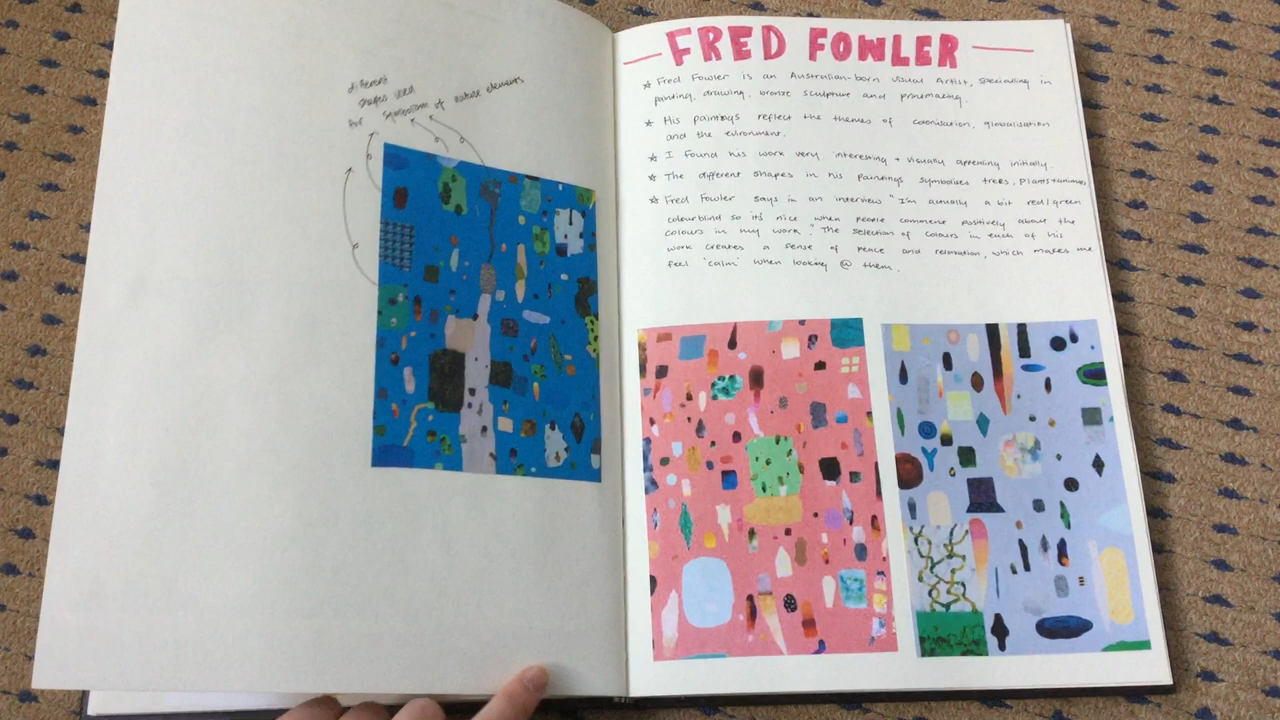 different
shapes used
for symbolism of nature elements
FRED FOWLER
☆ Fred Fowler is an Australian-born Visual Artist, specialling in
painting, drawing, bronze sculpture and printmaking.
☆ His paintings reflect the themes of colonisation, globalisation
and the evironment.
☆ I found his work very interesting + visually appealing initially.
☆ The different shapes in his paintings symbolises trees, plants+animals
☆ Fred Fowler says in an interview "I'm actually a bit red/green
colourblind so its nice when people comment positively about the
colours in my work." The selection of colours in each of his
work creates a sense of peace and relaxation, which makes me
feel 'calm' when looking @ them.